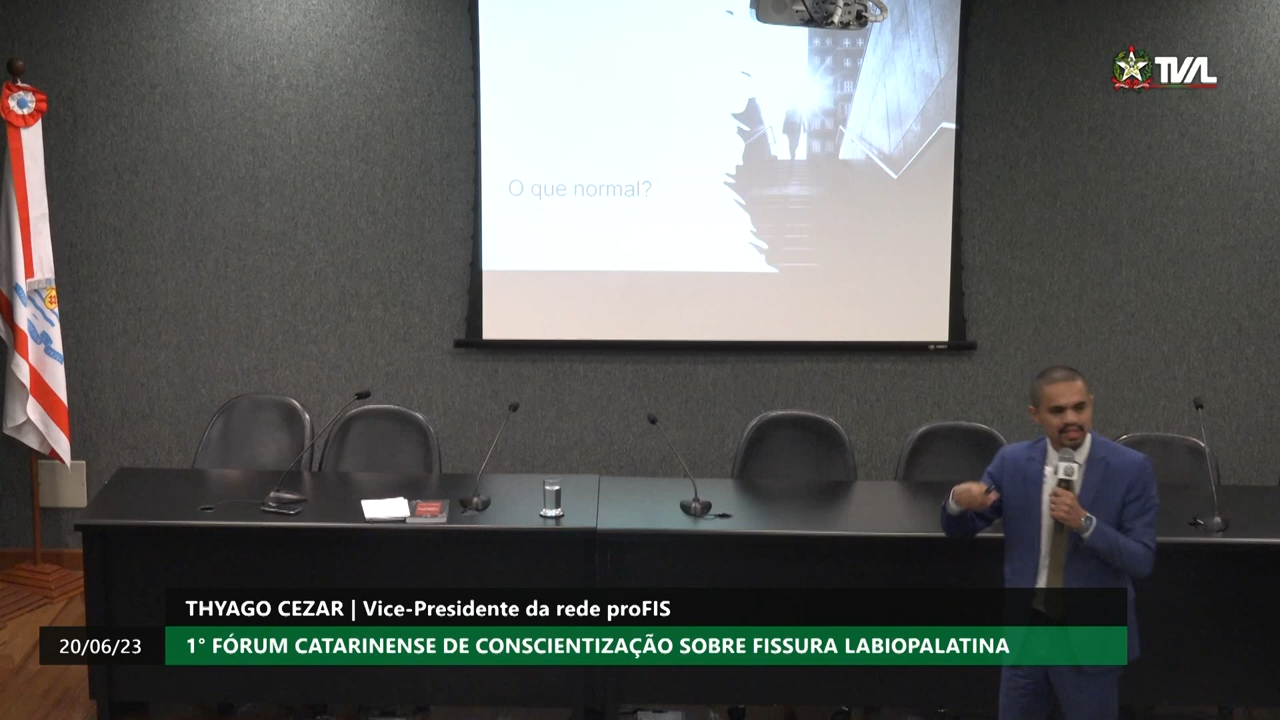 TVAL
O que normal?
THYAGO CEZAR | Vice-Presidente da rede proFIS
20/06/23
1° FÓRUM CATARINENSE DE CONSCIENTIZAÇÃO SOBRE FISSURA LABIOPALATINA